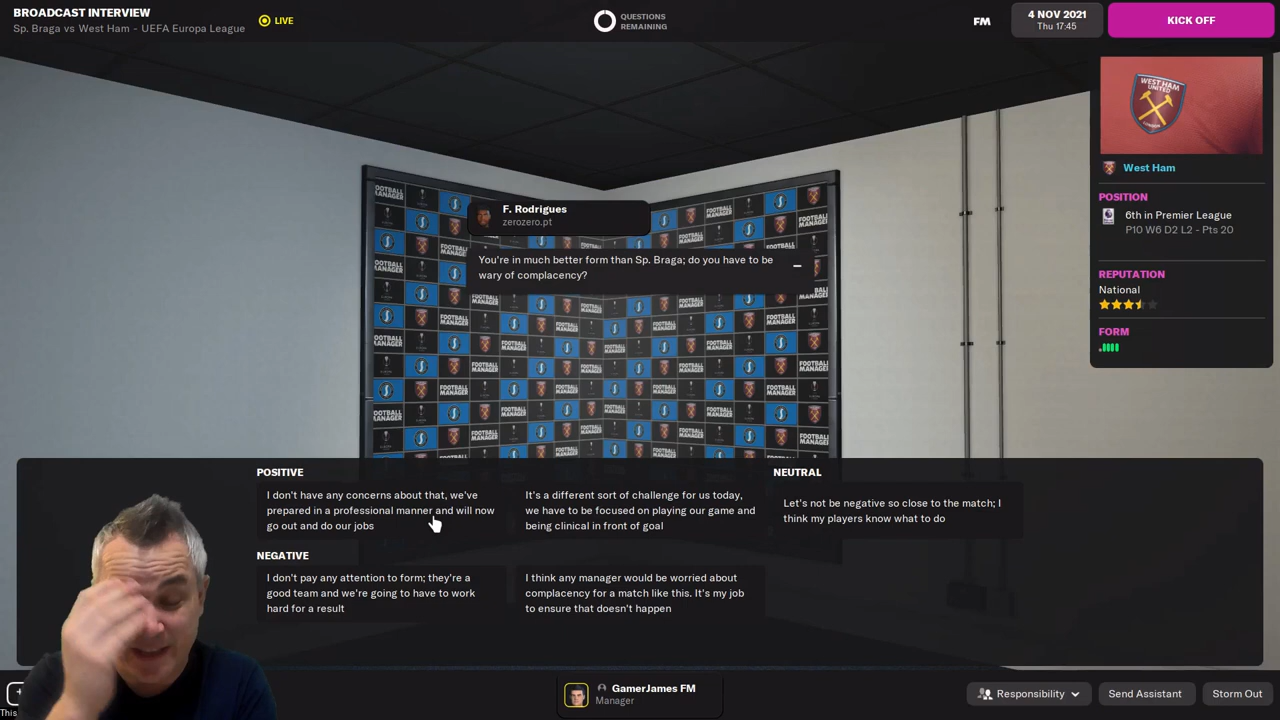 BROADCAST INTERVIEW
Sp. Braga vs West Ham - UEFA Europa League
LIVE
QUESTIONS
REMAINING
FM
4 NOV 2021
Thu 17:45
KICK OFF
WEST HAM
UNITED
LONDON
West Ham
POSITION
6th in Premier League
P10 W6 D2 L2 - Pts 20
REPUTATION
National
FORM
F. Rodrigues
zerozero.pt
You're in much better form than Sp. Braga; do you have to be
wary of complacency?
FOOTBALL
MANAGER
POSITIVE
I don't have any concerns about that, we've
prepared in a professional manner and will now
go out and do our jobs
It's a different sort of challenge for us today,
we have to be focused on playing our game and
being clinical in front of goal
NEUTRAL
Let's not be negative so close to the match; I
think my players know what to do
NEGATIVE
I don't pay any attention to form; they're a
good team and we're going to have to work
hard for a result
I think any manager would be worried about
complacency for a match like this. It's my job
to ensure that doesn't happen
This
GamerJames FM
Manager
Responsibility
Send Assistant
Storm Out